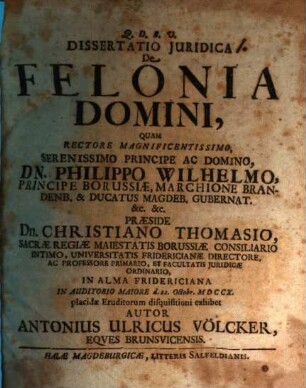 Q. D. B. V.
DISSERTATIO JURIDICA
De
FELONIA
DOMINI,
QUAM
RECTORE MAGNIFICENTISSIMO,
SERENISSIMO PRINCIPE AC DOMINO,
DN. PHILIPPO WILHELMO,
PRINCIPE BORUSSIÆ, MARCHIONE BRAN-
DENB. & DUCATUS MAGDEB. GUBERNAT.
&c. &c.
PRÆSIDE
DN. CHRISTIANO THOMASIO,
SACRÆ REGIÆ MAIESTATIS BORUSSIÆ CONSILIARIO
INTIMO, UNIVERSITATIS FRIDERICIANÆ DIRECTORE,
AC PROFESSORE PRIMARIO, ET FACULTATIS JURIDICÆ
ORDINARIO,
IN ALMA FRIDERICIANA
IN AUDITORIO MAIORE d. 22. Octobr. MDCCX.
placidæ Eruditorum disquisitioni exhibet
AUTOR
ANTONIUS ULRICUS VÖLCKER,
EQVES BRUNSVICENSIS.
HALÆ MAGDEBURGICÆ, LITTERIS SALFELDIANIS.